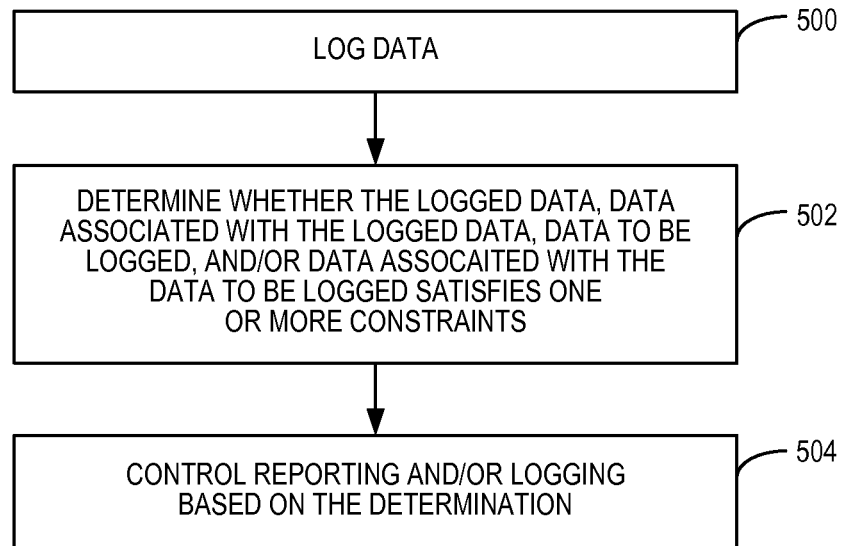 LOG DATA
500
DETERMINE WHETHER THE LOGGED DATA, DATA
ASSOCIATED WITH THE LOGGED DATA, DATA TO BE
LOGGED, AND/OR DATA ASSOCAITED WITH THE
DATA TO BE LOGGED SATISFIES ONE
OR MORE CONSTRAINTS
502
CONTROL REPORTING AND/OR LOGGING
BASED ON THE DETERMINATION
504